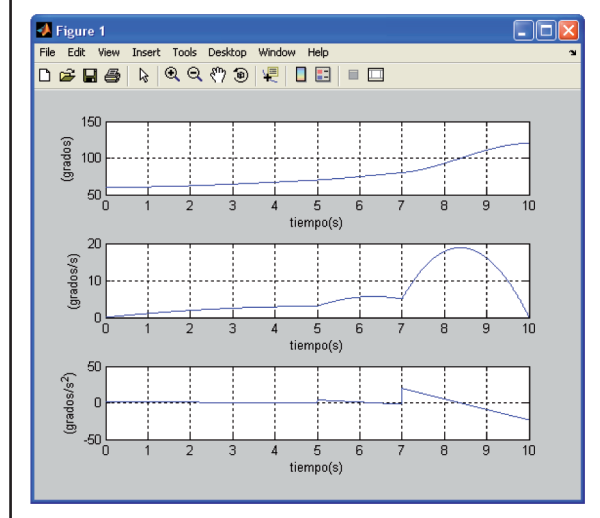 Figure 1
File Edit View Insert Tools Desktop Window Help
150
100
50
(grados)
0 1 2 3 4 5 6 7 8 9 10
tiempo(s)
20
10
0
(grados/s)
0 1 2 3 4 5 6 7 8 9 10
tiempo(s)
50
0
-50
(grados/s²)
0 1 2 3 4 5 6 7 8 9 10
tiempo(s)